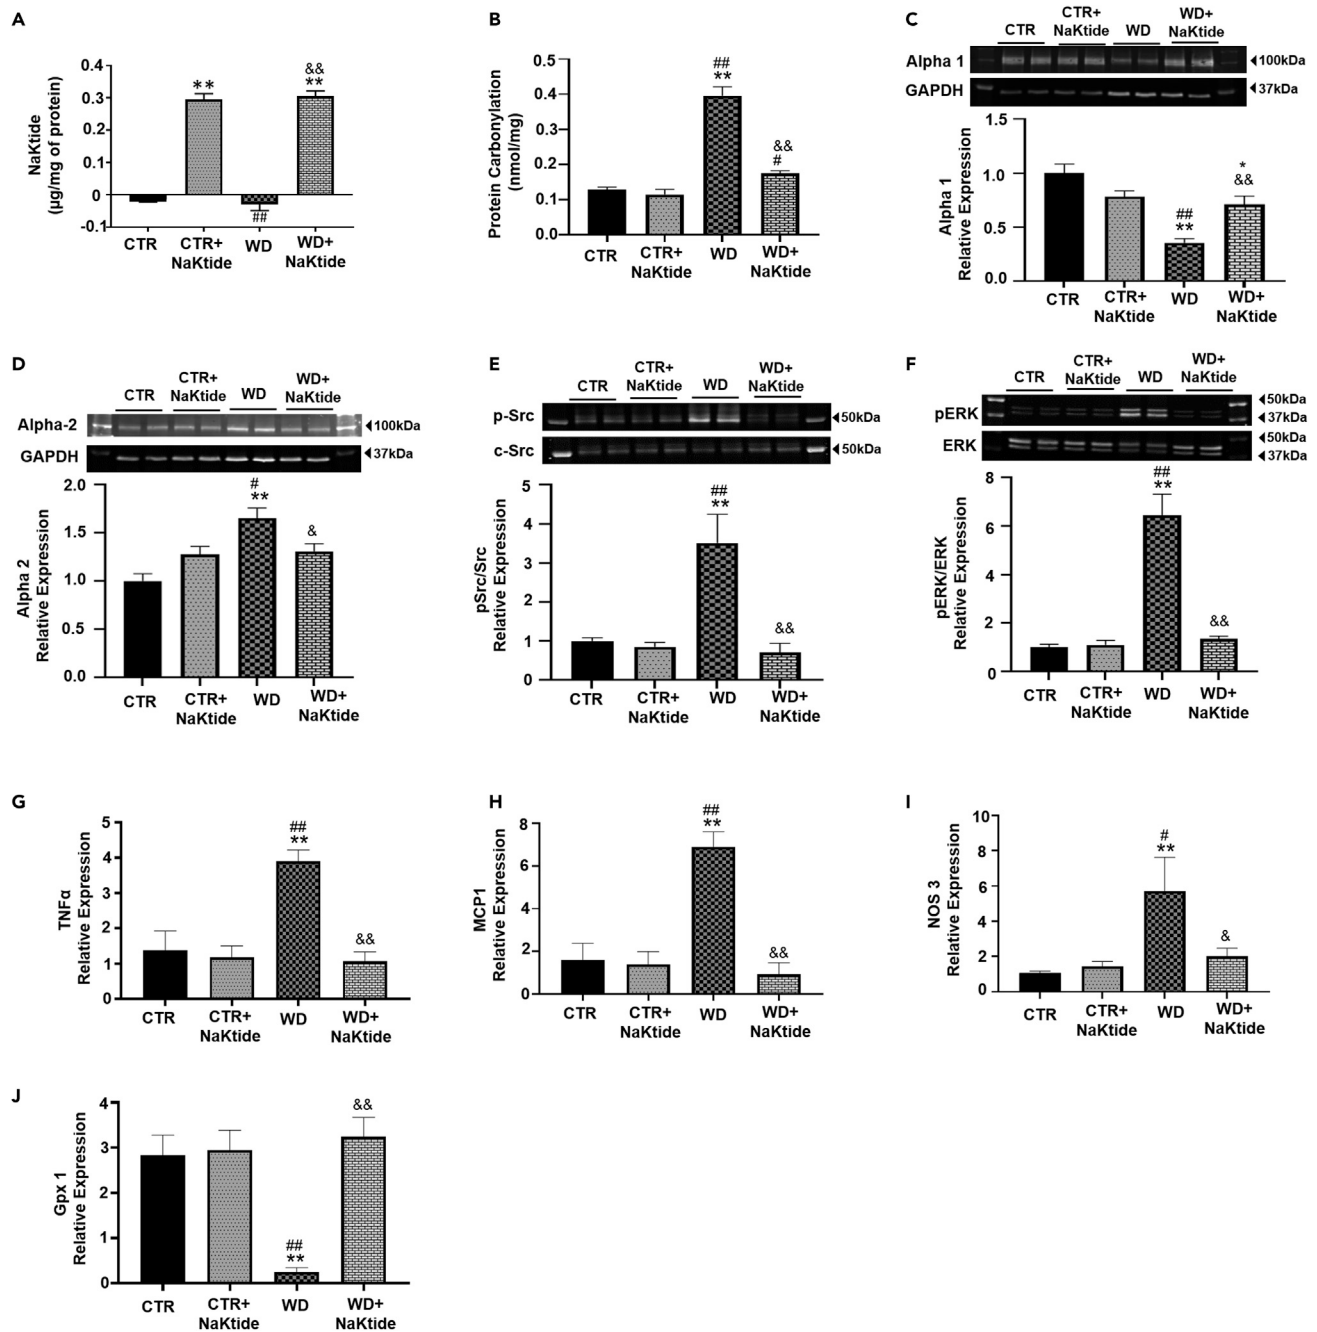 A
NaKtide
(µg/mg of protein)
0.4
0.3
0.2
0.1
0
-0.1
**
##
&&
**
CTR
CTR+
NaKtide
WD
WD+
NaKtide
B
Protein Carbonylation
(nmol/mg)
0.5
0.4
0.3
0.2
0.1
0.0
##
**
&&
#
CTR
CTR+
NaKtide
WD
WD+
NaKtide
C
CTR
CTR+
NaKtide
WD
WD+
NaKtide
Alpha 1
100kDa
GAPDH
37kDa
Alpha 1
Relative Expression
1.5
1.0
0.5
0.0
##
**
*
&&
CTR
CTR+
NaKtide
WD
WD+
NaKtide
D
CTR
CTR+
NaKtide
WD
WD+
NaKtide
Alpha-2
100kDa
GAPDH
37kDa
Alpha 2
Relative Expression
2.0
1.5
1.0
0.5
0.0
#
**
&
CTR
CTR+
NaKtide
WD
WD+
NaKtide
E
CTR
CTR+
NaKtide
WD
WD+
NaKtide
p-Src
50kDa
c-Src
50kDa
pSrc/Src
Relative Expression
5
4
3
2
1
0
##
**
&&
CTR
CTR+
NaKtide
WD
WD+
NaKtide
F
CTR
CTR+
NaKtide
WD
WD+
NaKtide
pERK
50kDa
37kDa
ERK
50kDa
37kDa
pERK/ERK
Relative Expression
8
6
4
2
0
##
**
&&
CTR
CTR+
NaKtide
WD
WD+
NaKtide
G
TNFα
Relative Expression
5
4
3
2
1
0
##
**
&&
CTR
CTR+
NaKtide
WD
WD+
NaKtide
H
MCP1
Relative Expression
8
6
4
2
0
##
**
&&
CTR
CTR+
NaKtide
WD
WD+
NaKtide
I
NOS 3
Relative Expression
10
8
6
4
2
0
#
**
&
CTR
CTR+
NaKtide
WD
WD+
NaKtide
J
Gpx 1
Relative Expression
4
3
2
1
0
##
**
&&
CTR
CTR+
NaKtide
WD
WD+
NaKtide